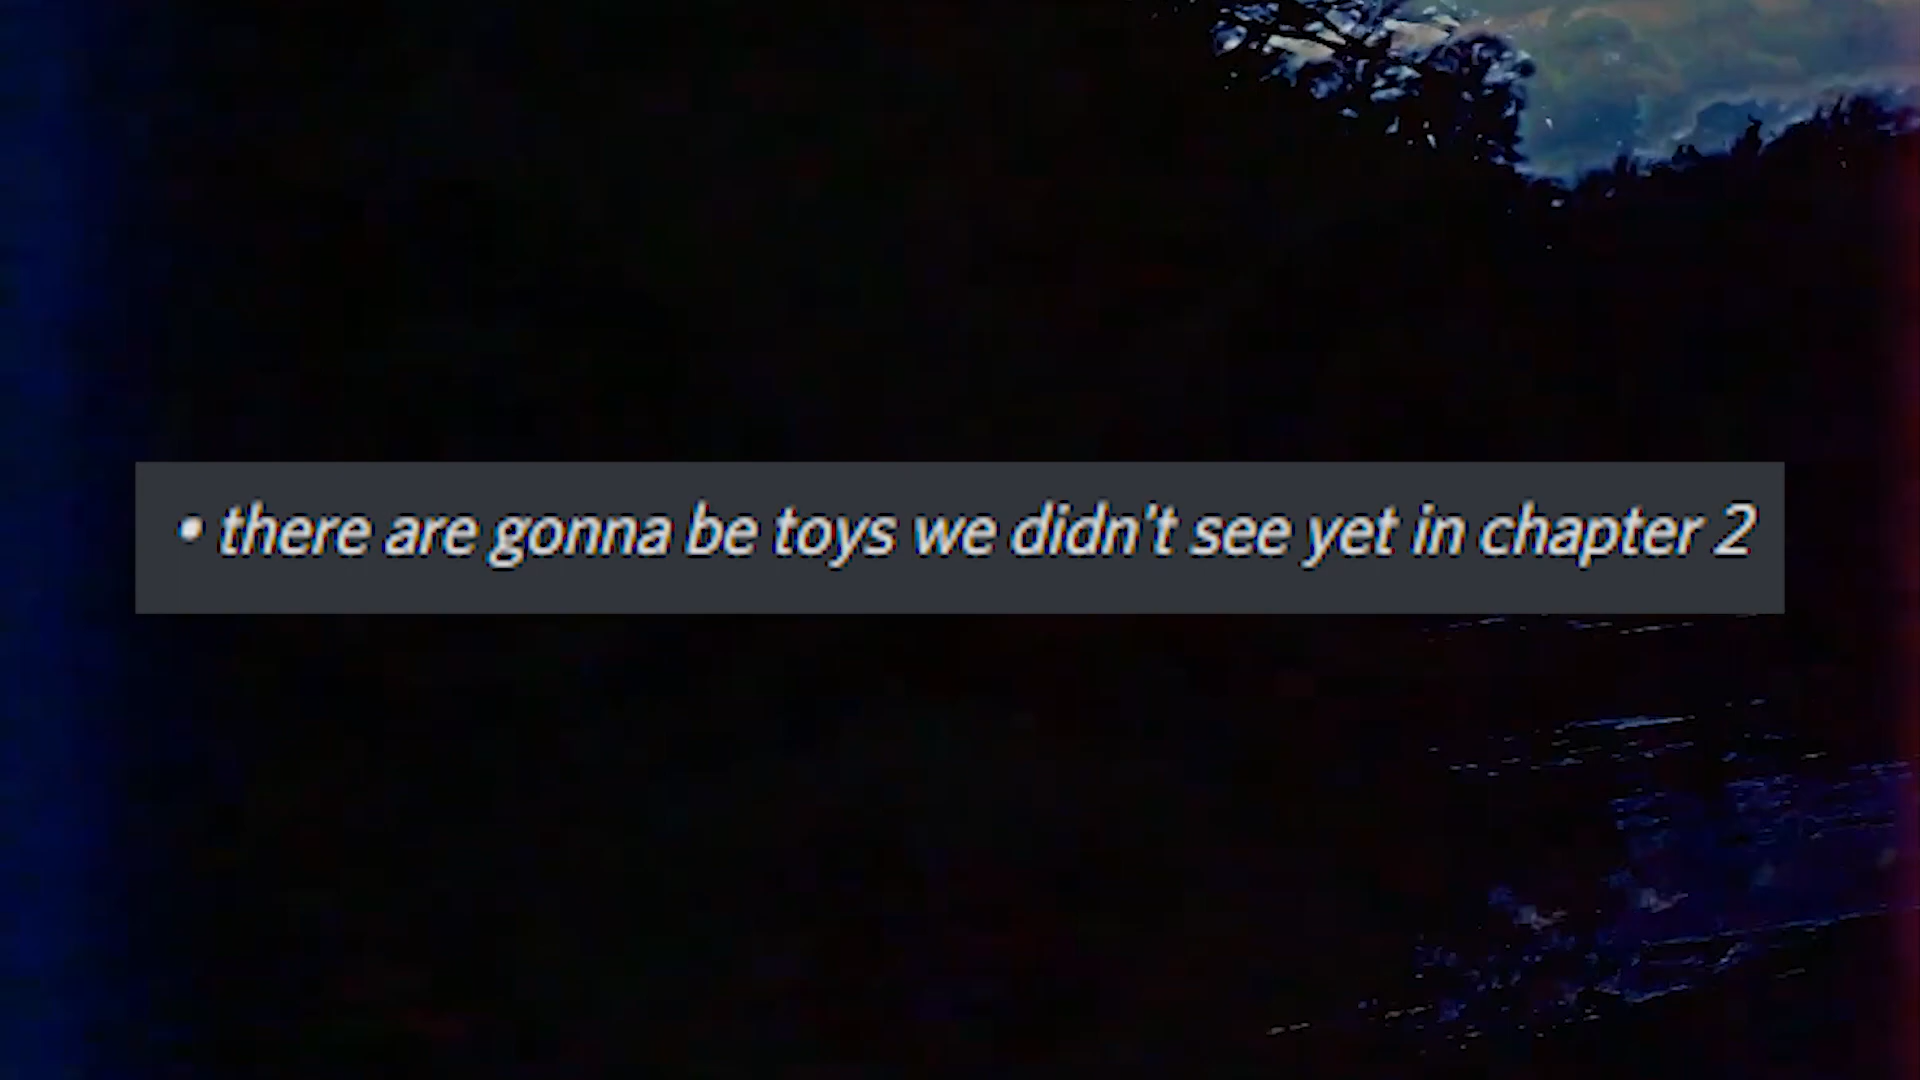 • there are gonna be toys we didn't see yet in chapter 2